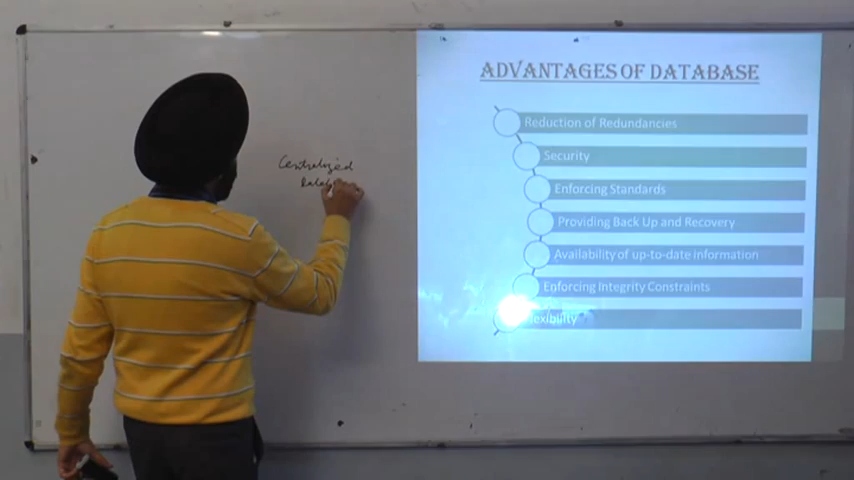 Centralized
ADVANTAGES OF DATABASE
Reduction of Redundancies
Security
Enforcing Standards
Providing Back Up and Recovery
Availability of up-to-date information
Enforcing Integrity Constraints